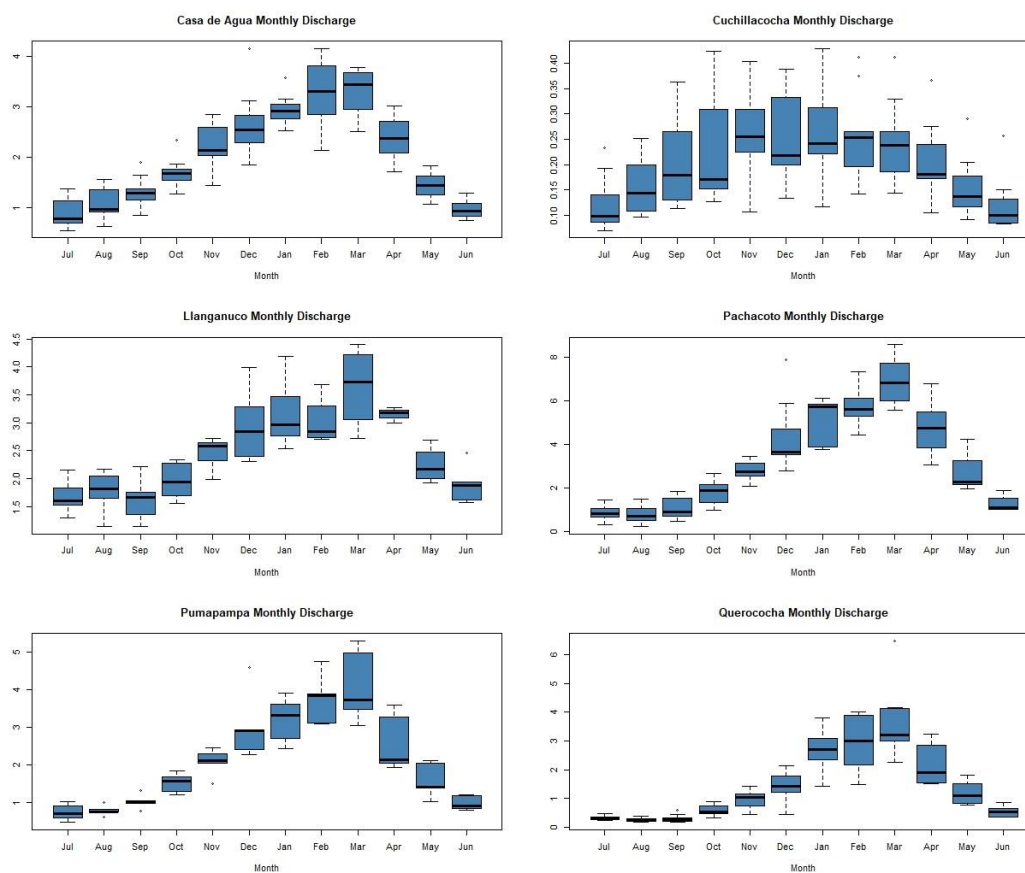 Casa de Agua Monthly Discharge
4
3
2
1
Jul Aug Sep Oct Nov Dec Jan Feb Mar Apr May Jun
Month
Cuchillacocha Monthly Discharge
0.40
0.35
0.30
0.25
0.20
0.15
0.10
Jul Aug Sep Oct Nov Dec Jan Feb Mar Apr May Jun
Month
Llanganuco Monthly Discharge
4.5
4.0
3.5
3.0
2.5
2.0
1.5
Jul Aug Sep Oct Nov Dec Jan Feb Mar Apr May Jun
Month
Pachacoto Monthly Discharge
8
6
4
2
0
Jul Aug Sep Oct Nov Dec Jan Feb Mar Apr May Jun
Month
Pumapampa Monthly Discharge
5
4
3
2
1
Jul Aug Sep Oct Nov Dec Jan Feb Mar Apr May Jun
Month
Querococha Monthly Discharge
6
5
4
3
2
1
0
Jul Aug Sep Oct Nov Dec Jan Feb Mar Apr May Jun
Month